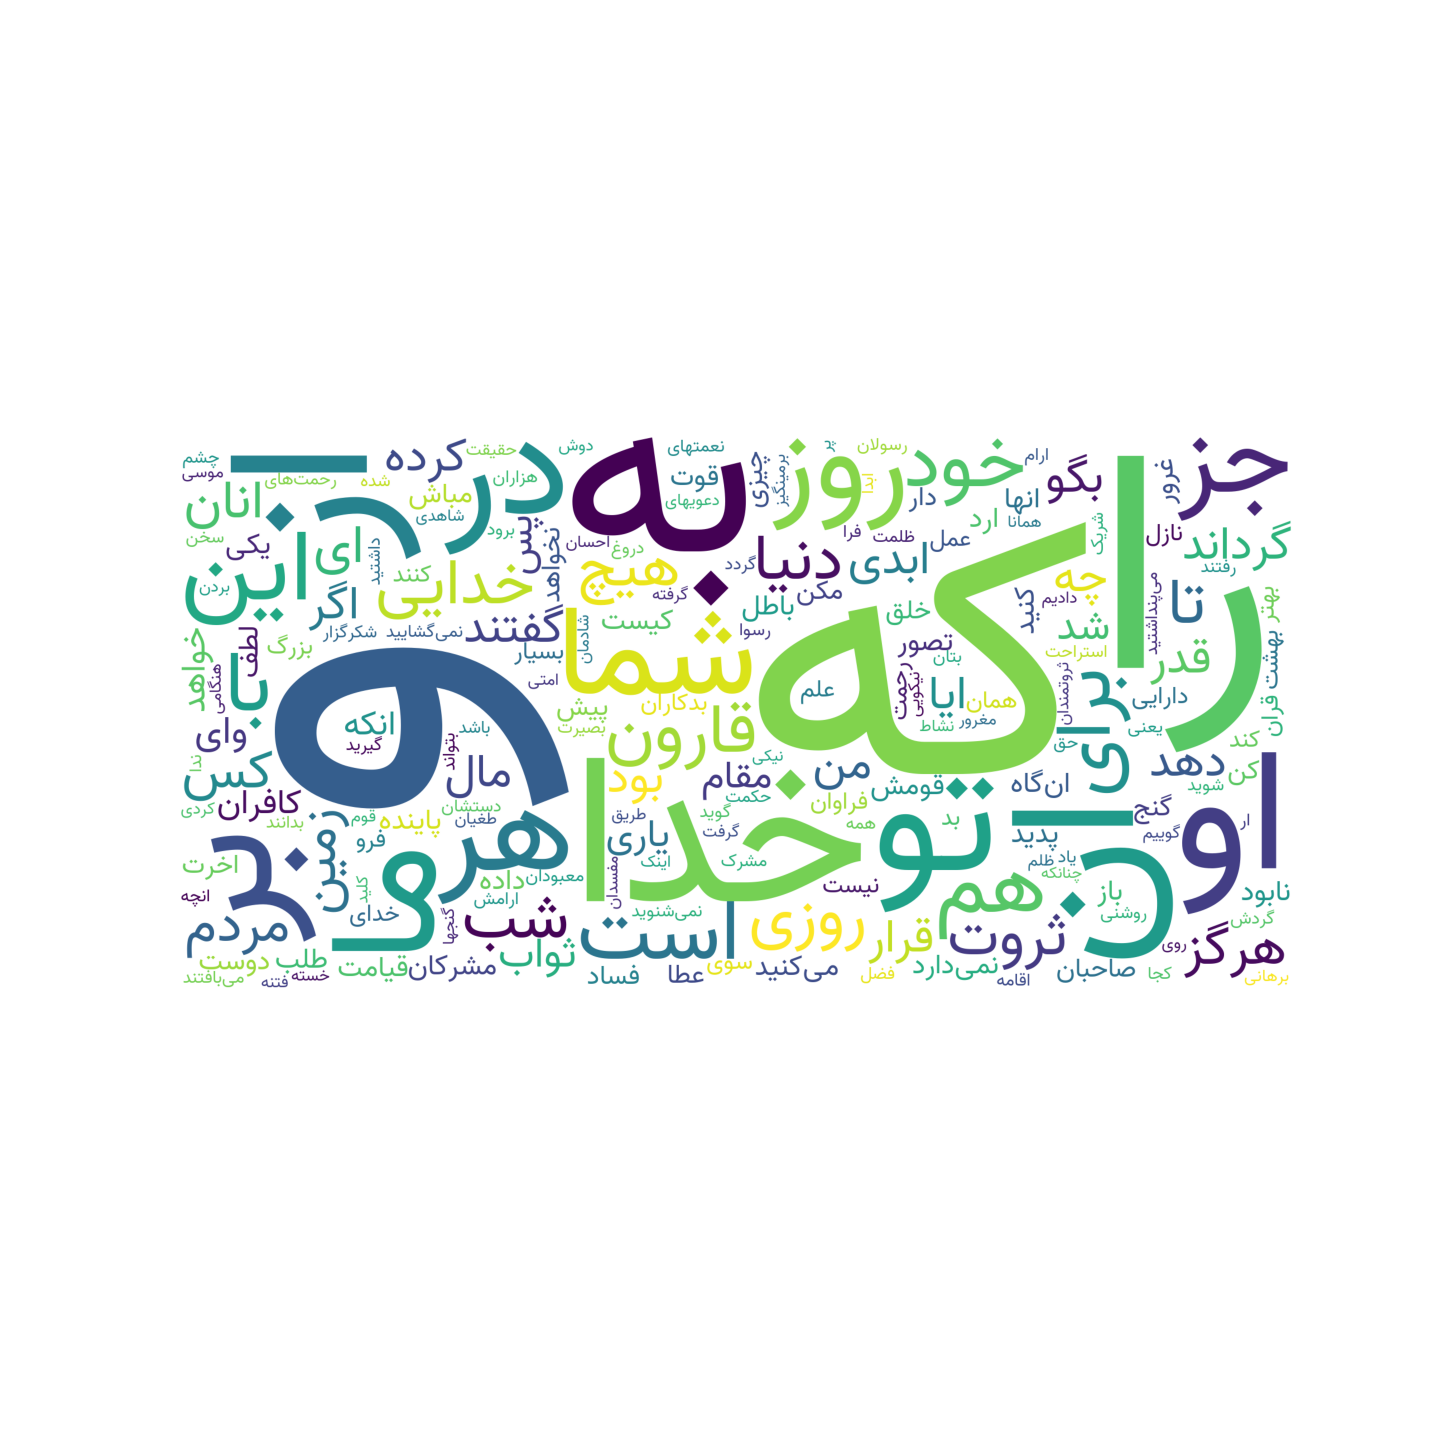 چشم
موسی
رحمت‌های
شده
کرده
حقیقت
هزاران
دوش
نعمتهای
قوت
دعویهای
چیزی
برمینگیز
پر
رسولان
ابدا
ارام
بگو
غرور
جز
انان
سخن
یکی
را
در
مباش
شاهدی
برود
پس
احسان
به
روز
خود
دار
انها
همانا
ارد
شریک
نازل
گرداند
رفتند
این
بردن
ای
داشتید
کنند
نخواهد
دروغ
گردد
دنیا
فرا
ظلمت
عمل
ابدی
که
را
تا
بهتر
اگر
خدایی
هیچ
گرفته
مکن
باطل
خلق
چه
دادیم
کنید
می‌پنداشتید
خواهد
لطف
بزرگ
شکرگزار
نمی‌گشایید
گفتند
بسیار
شادمان
کیست
رسوا
شما
تصور
بتان
شد
استراحت
قدر
بهشت
هنگامی
با
امتی
بدکاران
علم
رحمت
نیکویی
ایا
نشاط
همان
مغرور
ثروتمندان
برای
دارایی
یعنی
قران
وای
انکه
گیرید
و
باشد
بتواند
پیش
بصیرت
قارون
نیکی
حق
کند
ندا
کس
مال
بود
مقام
من
قومش
ان‌گاه
دهد
کن
شوید
کردی
کافران
بدانند
قوم
پاینده
دستشان
طغیان
طریق
خدا
حکمت
گوید
گرفت
فراوان
همه
تو
بد
پدید
گنج
گوییم
ار
او
زمین
فرو
یاری
هر
اینک
مشرک
ظلم
یاد
چنانکه
ان
اخرت
بر
کلید
می
داده
ارامش
معبودان
مفسدان
نیست
هم
باز
روشنی
نابود
انچه
مردم
خدای
گنجها
شب
است
نمی‌شنوید
روزی
قرار
ثروت
گردش
روی
هرگز
می‌بافتند
دوست
فتنه
طلب
خسته
قیامت
مشرکان
ثواب
فساد
عطا
سوی
می‌کنید
فضل
نمی‌دارد
اقامه
صاحبان
کجا
برهانی